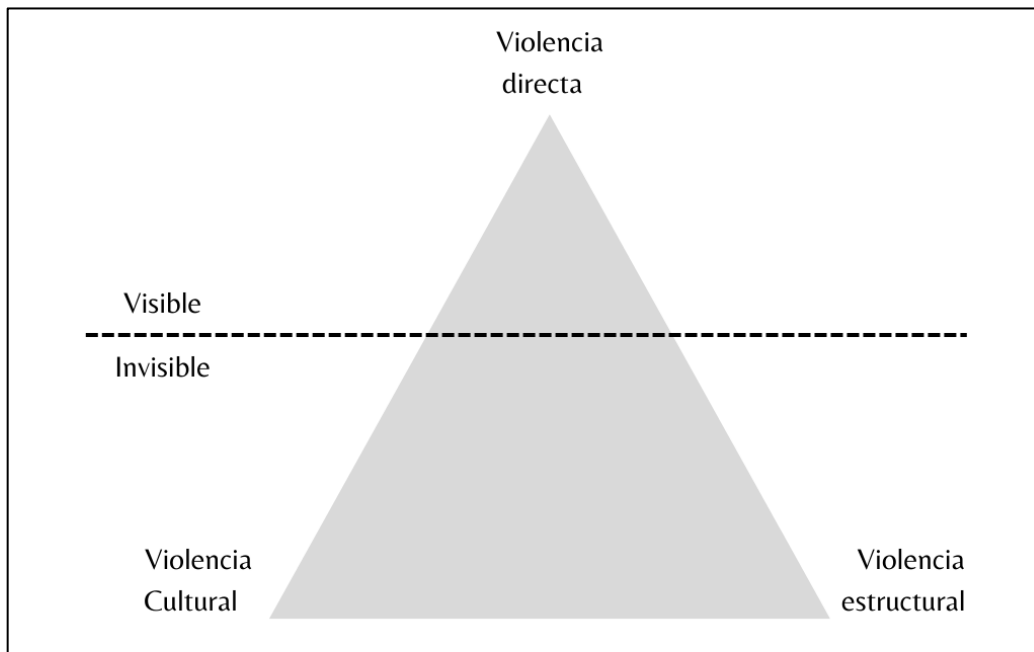 Violencia
directa
Visible
Invisible
Violencia
Cultural
Violencia
estructural